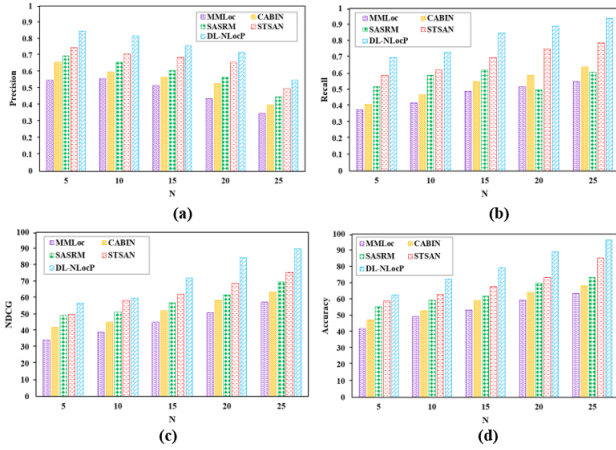 MMLoc CABIN
SASRM STSAN
DL-NLocP
Precision
1
0.9
0.8
0.7
0.6
0.5
0.4
0.3
0.2
0.1
0
5 10 15 20 25
N
(a)
MMLoc CABIN
SASRM STSAN
DL-NLocP
Recall
1
0.9
0.8
0.7
0.6
0.5
0.4
0.3
0.2
0.1
0
5 10 15 20 25
N
(b)
MMLoc CABIN
SASRM STSAN
DL-NLocP
NDCG
100
90
80
70
60
50
40
30
20
10
0
5 10 15 20 25
N
(c)
MMLoc CABIN
SASRM STSAN
DL-NLocP
Accuracy
100
90
80
70
60
50
40
30
20
10
0
5 10 15 20 25
N
(d)